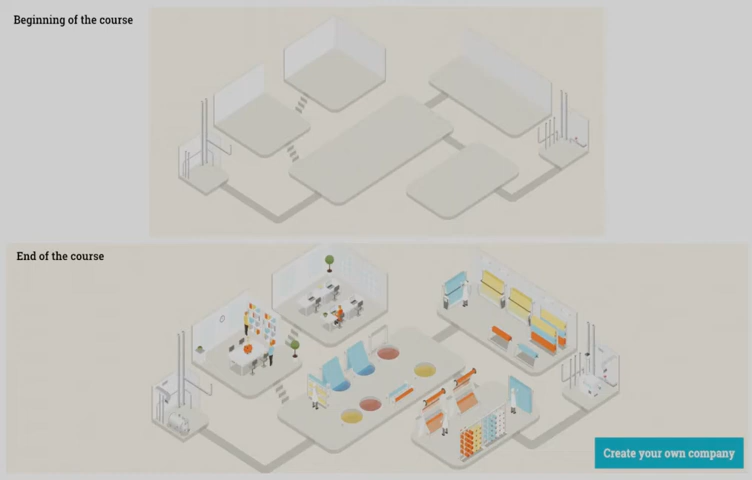 Beginning of the course
End of the course
Create your own company